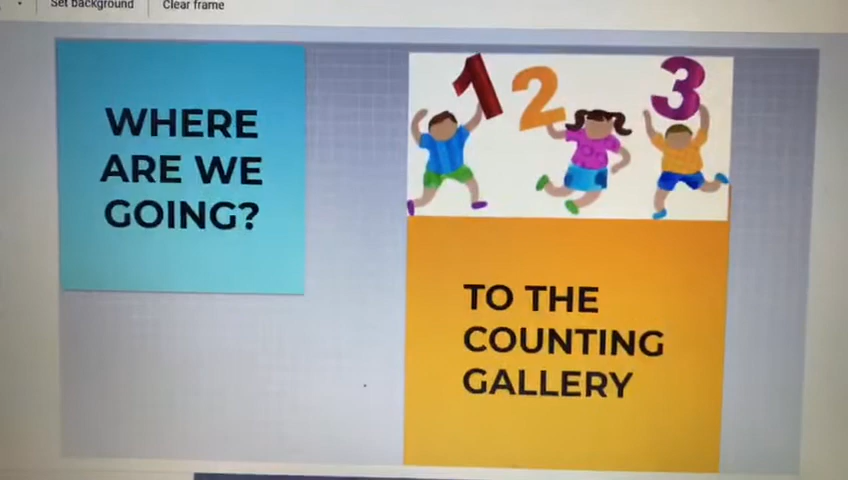 Set background Clear frame
WHERE
ARE WE
GOING?
1 2 3
TO THE
COUNTING
GALLERY